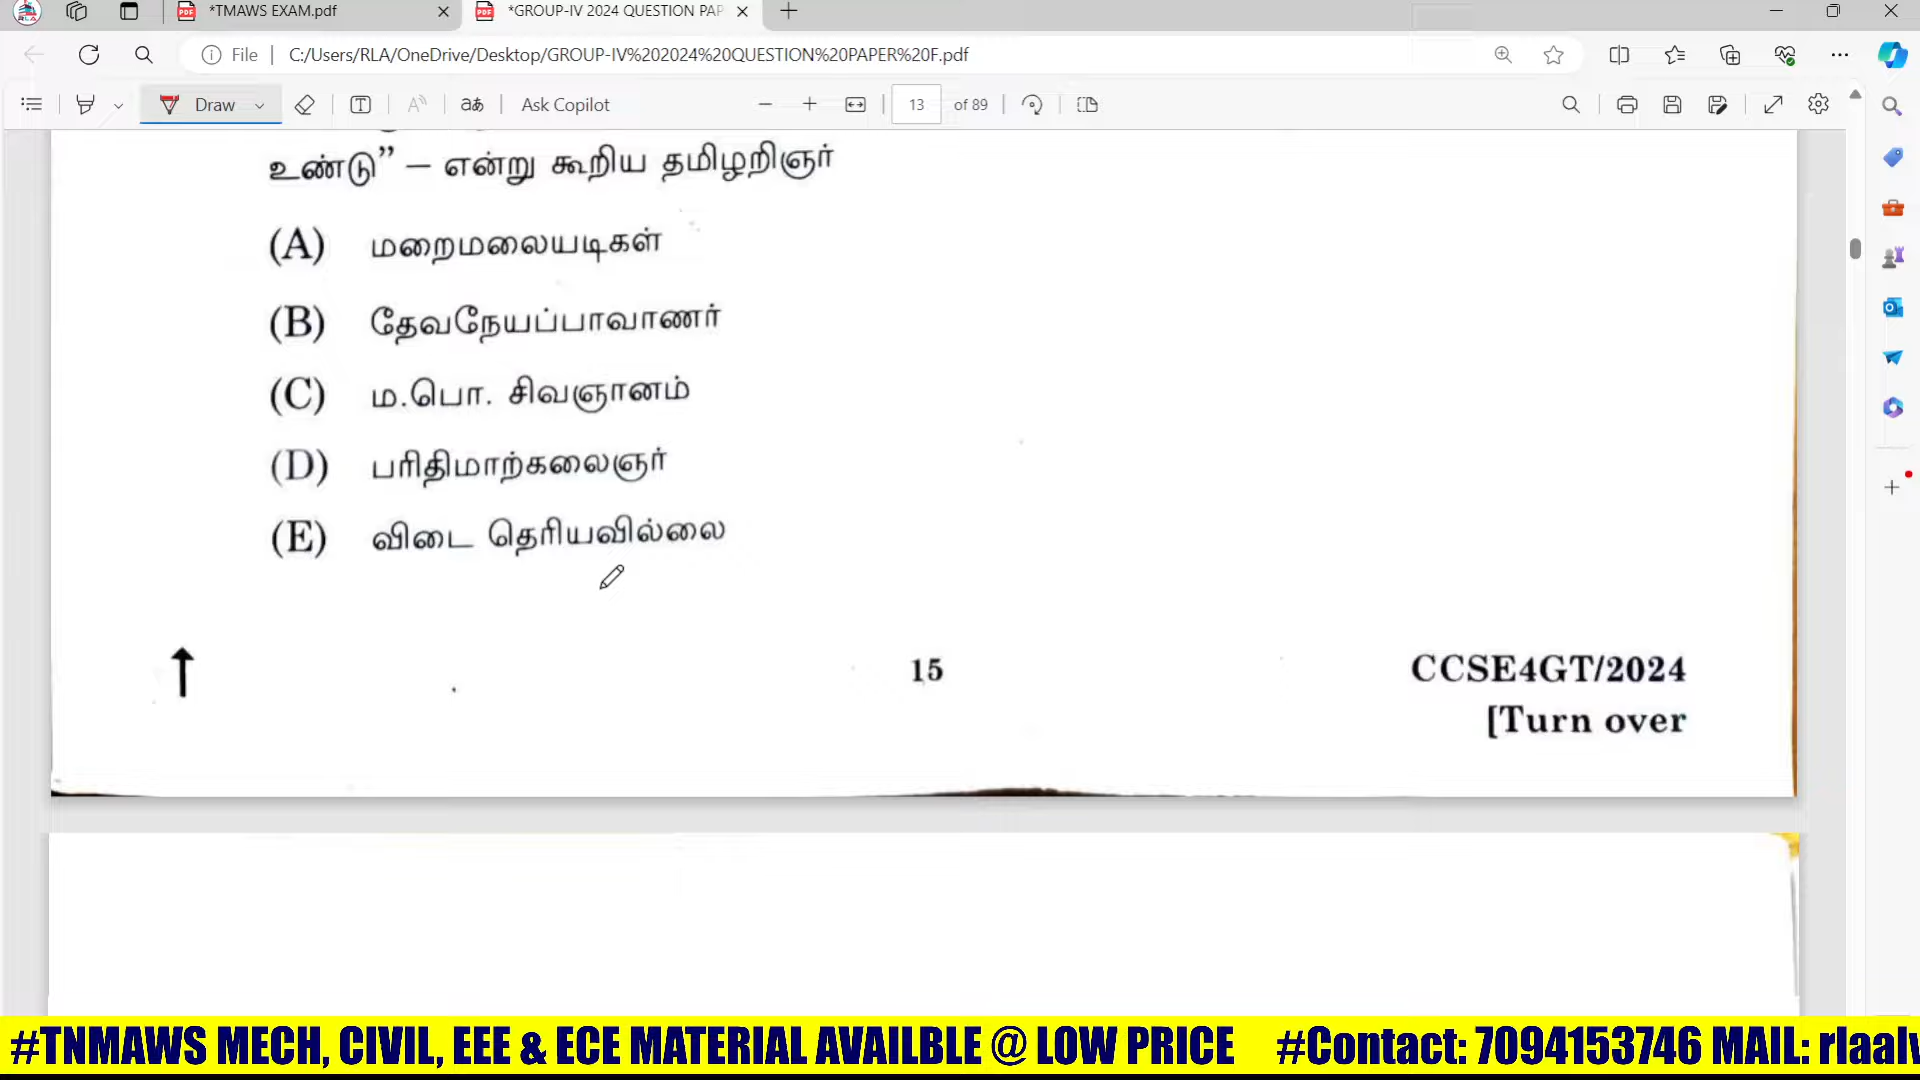 *TMAWS EXAM.pdf
*GROUP-IV 2024 QUESTION PAP
File
C:/Users/RLA/OneDrive/Desktop/GROUP-IV%202024%20QUESTION%20PAPER%20F.pdf
Draw
Ask Copilot
13 of 89
உண்டு” – என்று கூறிய தமிழறிஞர்
(A) மறைமலையடிகள்
(B) தேவநேயப்பாவாணர்
(C) ம.பொ. சிவஞானம்
(D) பரிதிமாற்கலைஞர்
(E) விடை தெரியவில்லை
15
CCSE4GT/2024
[Turn over
#TNMAWS MECH, CIVIL, EEE & ECE MATERIAL AVAILBLE @ LOW PRICE #Contact: 7094153746 MAIL: rlaalv